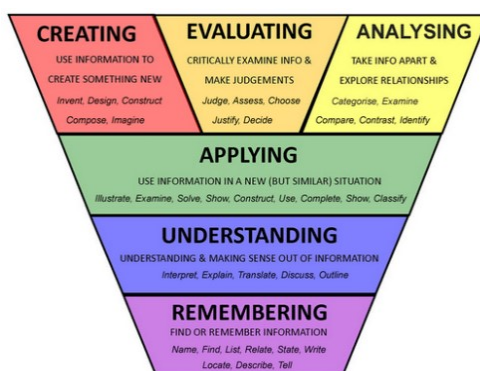 CREATING
USE INFORMATION TO
CREATE SOMETHING NEW
Invent, Design, Construct
Compose, Imagine
EVALUATING
CRITICALLY EXAMINE INFO &
MAKE JUDGEMENTS
Judge, Assess, Choose
Justify, Decide
ANALYSING
TAKE INFO APART &
EXPLORE RELATIONSHIPS
Categorise, Examine
Compare, Contrast, Identify
APPLYING
USE INFORMATION IN A NEW (BUT SIMILAR) SITUATION
Illustrate, Examine, Solve, Show, Construct, Use, Complete, Show, Classify
UNDERSTANDING
UNDERSTANDING & MAKING SENSE OUT OF INFORMATION
Interpret, Explain, Translate, Discuss, Outline
REMEMBERING
FIND OR REMEMBER INFORMATION
Name, Find, List, Relate, State, Write
Locate, Describe, Tell